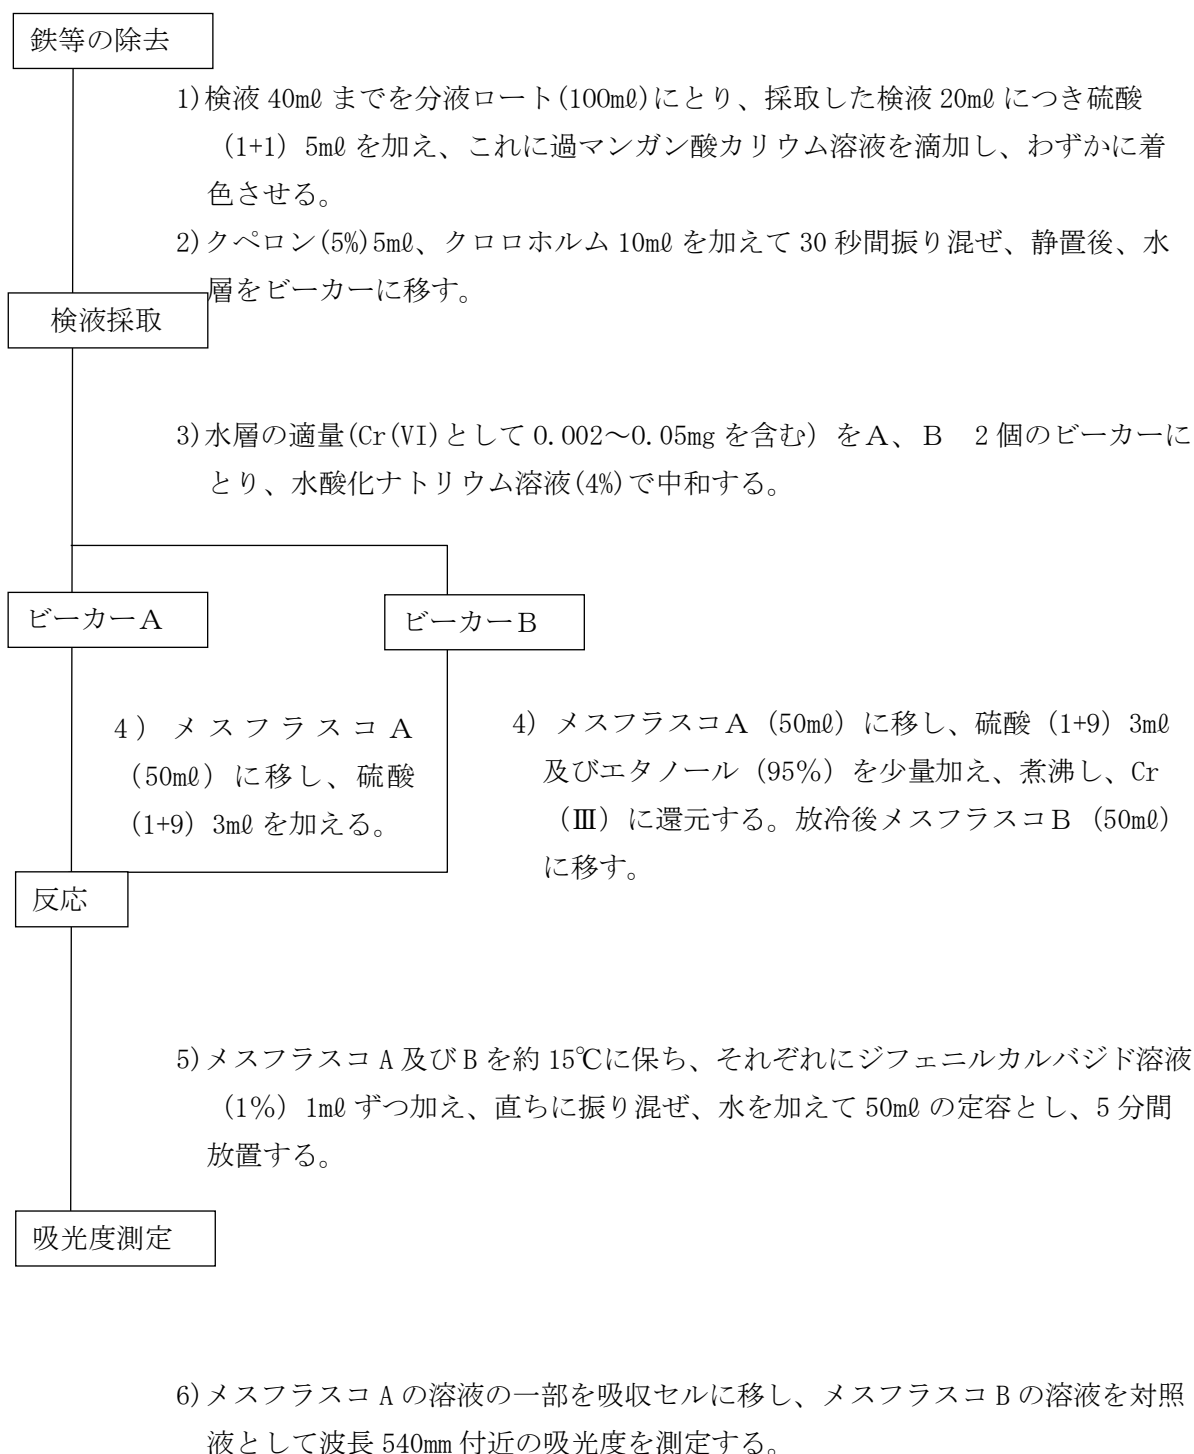 鉄等の除去
1)検液 40mℓ までを分液ロート(100mℓ)にとり、採取した検液 20mℓ につき硫酸
(1+1) 5mℓ を加え、これに過マンガン酸カリウム溶液を滴加し、わずかに着
色させる。
2)クペロン(5%)5mℓ、クロロホルム 10mℓ を加えて 30 秒間振り混ぜ、静置後、水
層をビーカーに移す。
検液採取
3)水層の適量(Cr(VI)として 0.002～0.05mg を含む) をA、B 2 個のビーカーに
とり、水酸化ナトリウム溶液(4%)で中和する。
ビーカーA
ビーカーB
4) メスフラスコA
(50mℓ) に移し、硫酸
(1+9) 3mℓ を加える。
4) メスフラスコA (50mℓ) に移し、硫酸 (1+9) 3mℓ
及びエタノール (95%) を少量加え、煮沸し、Cr
(Ⅲ) に還元する。放冷後メスフラスコB (50mℓ)
に移す。
反応
5)メスフラスコ A 及び B を約 15℃に保ち、それぞれにジフェニルカルバジド溶液
(1%) 1mℓ ずつ加え、直ちに振り混ぜ、水を加えて 50mℓ の定容とし、5 分間
放置する。
吸光度測定
6)メスフラスコ A の溶液の一部を吸収セルに移し、メスフラスコ B の溶液を対照
液として波長 540mm 付近の吸光度を測定する。